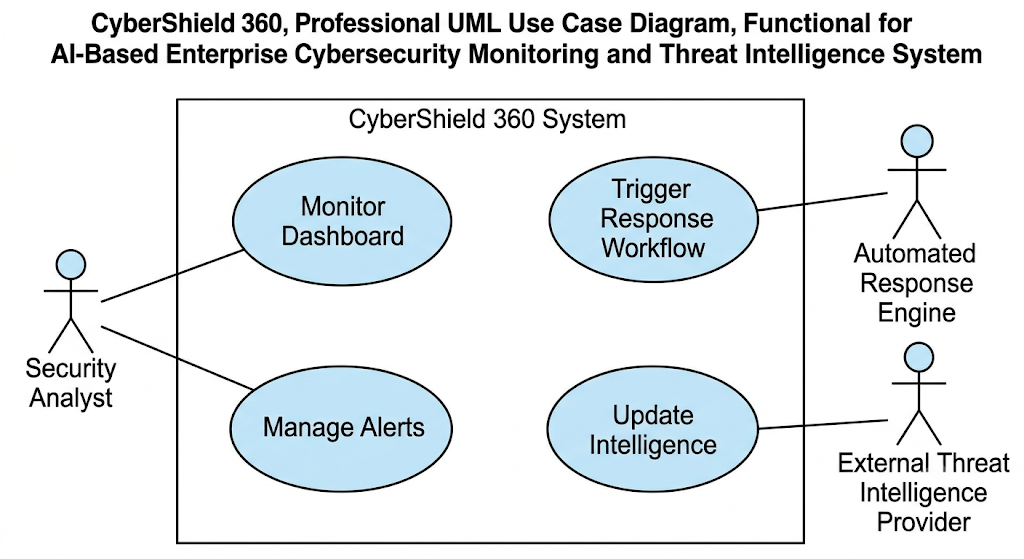 CyberShield 360, Professional UML Use Case Diagram, Functional for
AI-Based Enterprise Cybersecurity Monitoring and Threat Intelligence System
CyberShield 360 System
Monitor
Dashboard
Trigger
Response
Workflow
Automated
Response
Engine
Security
Analyst
Manage Alerts
Update
Intelligence
External Threat
Intelligence
Provider